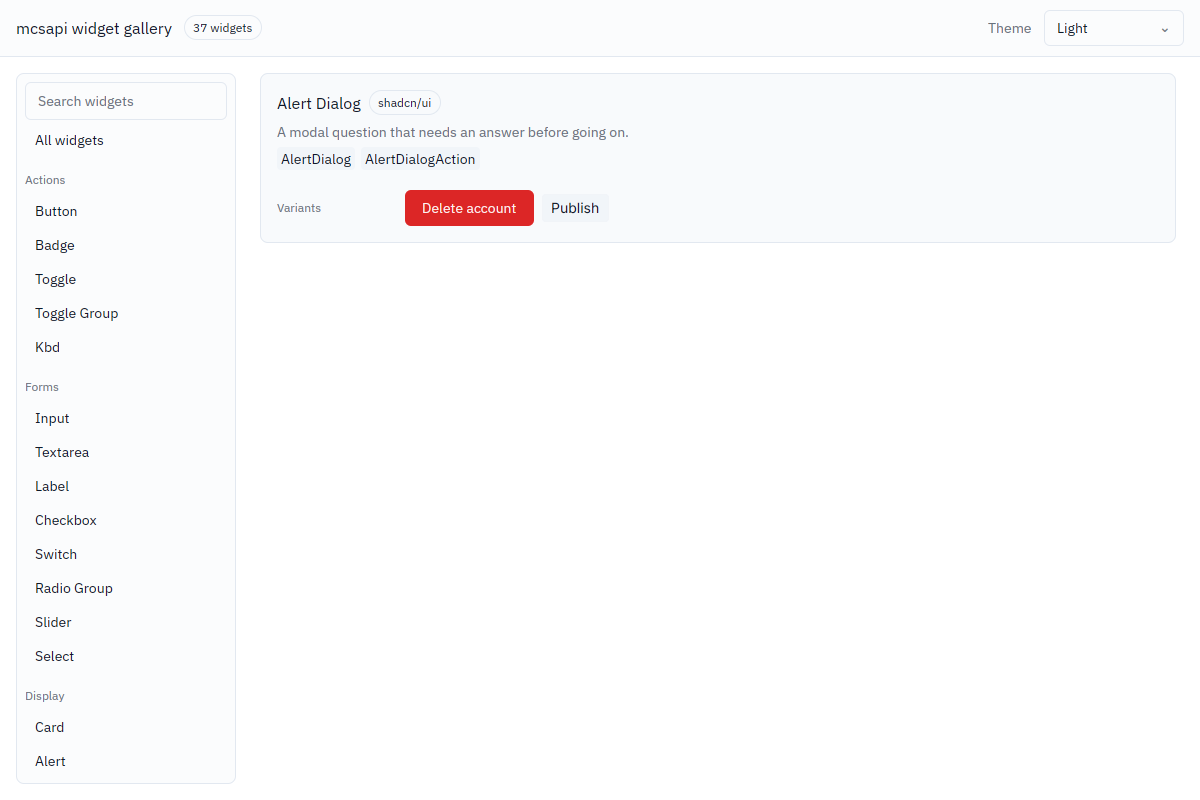 mcsapi widget gallery 37 widgets Theme Light
Search widgets
All widgets
Actions
Button
Badge
Toggle
Toggle Group
Kbd
Forms
Input
Textarea
Label
Checkbox
Switch
Radio Group
Slider
Select
Display
Card
Alert
Alert Dialog shadcn/ui
A modal question that needs an answer before going on.
AlertDialog AlertDialogAction
Variants Delete account Publish